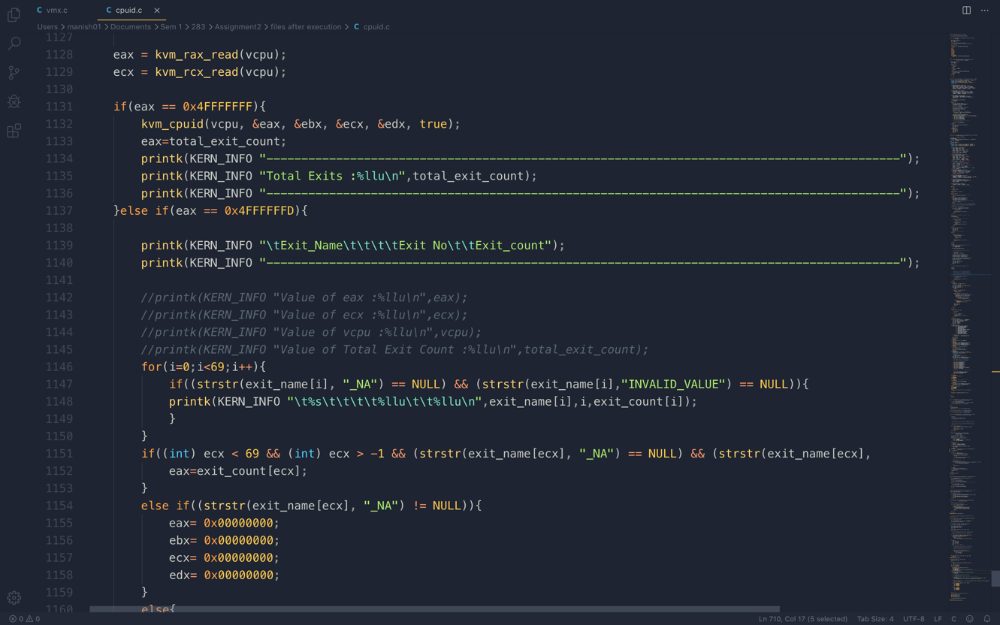 vmx.c
cpuid.c
Users > manish01 > Documents > Sem 1 > 283 > Assignment2 > files after execution > cpuid.c
1127
1128 eax = kvm_rax_read(vcpu);
1129 ecx = kvm_rcx_read(vcpu);
1130
1131 if(eax == 0x4FFFFFFF){
1132 kvm_cpuid(vcpu, &eax, &ebx, &ecx, &edx, true);
1133 eax=total_exit_count;
1134 printk(KERN_INFO "-------------------------------------------------------------------------------------------");
1135 printk(KERN_INFO "Total Exits :%llu\n",total_exit_count);
1136 printk(KERN_INFO "-------------------------------------------------------------------------------------------");
1137 }else if(eax == 0x4FFFFFFD){
1138
1139 printk(KERN_INFO "\tExit_Name\t\t\t\tExit No\t\tExit_count");
1140 printk(KERN_INFO "-------------------------------------------------------------------------------------------");
1141
1142 //printk(KERN_INFO "Value of eax :%llu\n",eax);
1143 //printk(KERN_INFO "Value of ecx :%llu\n",ecx);
1144 //printk(KERN_INFO "Value of vcpu :%llu\n",vcpu);
1145 //printk(KERN_INFO "Value of Total Exit Count :%llu\n",total_exit_count);
1146 for(i=0;i<69;i++){
1147 if((strstr(exit_name[i], "_NA") == NULL) && (strstr(exit_name[i],"INVALID_VALUE") == NULL)){
1148 printk(KERN_INFO "\t%s\t\t\t\t%llu\t\t%llu\n",exit_name[i],i,exit_count[i]);
1149 }
1150 }
1151 if((int) ecx < 69 && (int) ecx > -1 && (strstr(exit_name[ecx], "_NA") == NULL) && (strstr(exit_name[ecx],
1152 eax=exit_count[ecx];
1153 }
1154 else if((strstr(exit_name[ecx], "_NA") != NULL)){
1155 eax= 0x00000000;
1156 ebx= 0x00000000;
1157 ecx= 0x00000000;
1158 edx= 0x00000000;
1159 }
1160 else{
0 0 Ln 710, Col 17 (5 selected) Tab Size: 4 UTF-8 LF C